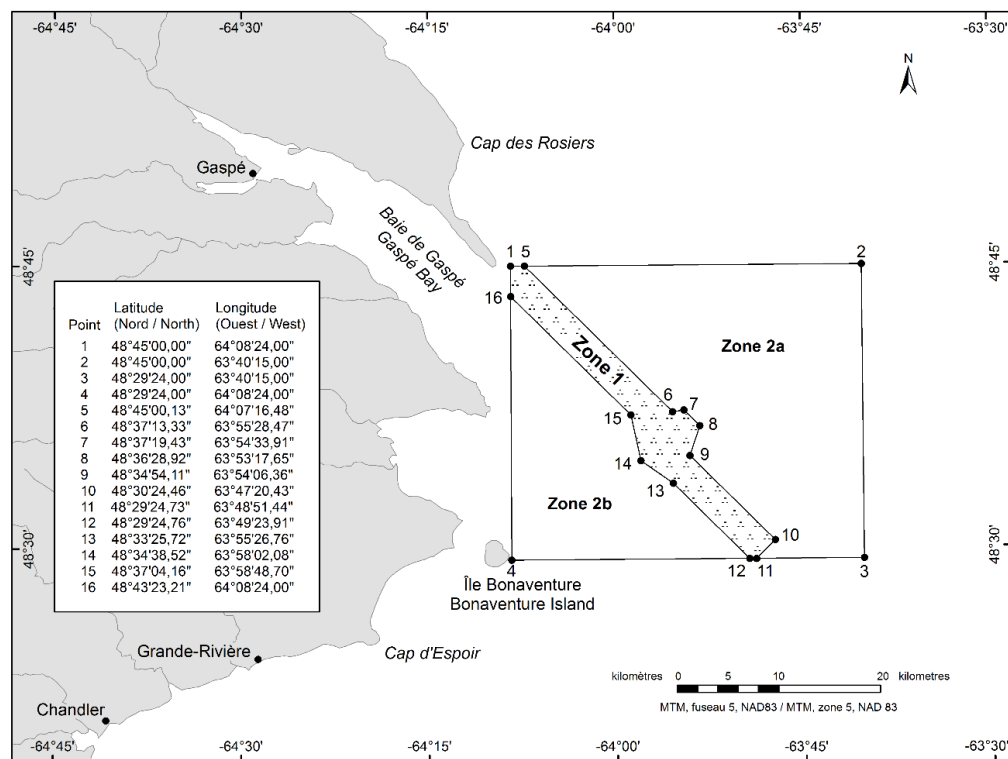 -64°45' -64°30' -64°15' -64°00' -63°45' -63°30'
N
Cap des Rosiers
Gaspé
Baie de Gaspé
Gaspé Bay
48°45'
48°45'
1 5 2
16
Zone 2a
Zone 1
6 7
15 8
14 9
13
Zone 2b
10
12 11 3
4
48°30'
48°30'
Latitude Longitude
Point (Nord / North) (Ouest / West)
1 48°45'00,00" 64°08'24,00"
2 48°45'00,00" 63°40'15,00"
3 48°29'24,00" 63°40'15,00"
4 48°29'24,00" 64°08'24,00"
5 48°45'00,13" 64°07'16,48"
6 48°37'13,33" 63°55'28,47"
7 48°37'19,43" 63°54'33,91"
8 48°36'28,92" 63°53'17,65"
9 48°34'54,11" 63°54'06,36"
10 48°30'24,46" 63°47'20,43"
11 48°29'24,73" 63°48'51,44"
12 48°29'24,76" 63°49'23,91"
13 48°33'25,72" 63°55'26,76"
14 48°34'38,52" 63°58'02,08"
15 48°37'04,16" 63°58'48,70"
16 48°43'23,21" 64°08'24,00"
Île Bonaventure
Bonaventure Island
Grande-Rivière
Cap d'Espoir
Chandler
kilomètres 0 5 10 20 kilometres
MTM, fuseau 5, NAD83 / MTM, zone 5, NAD 83
-64°45' -64°30' -64°15' -64°00' -63°45' -63°30'